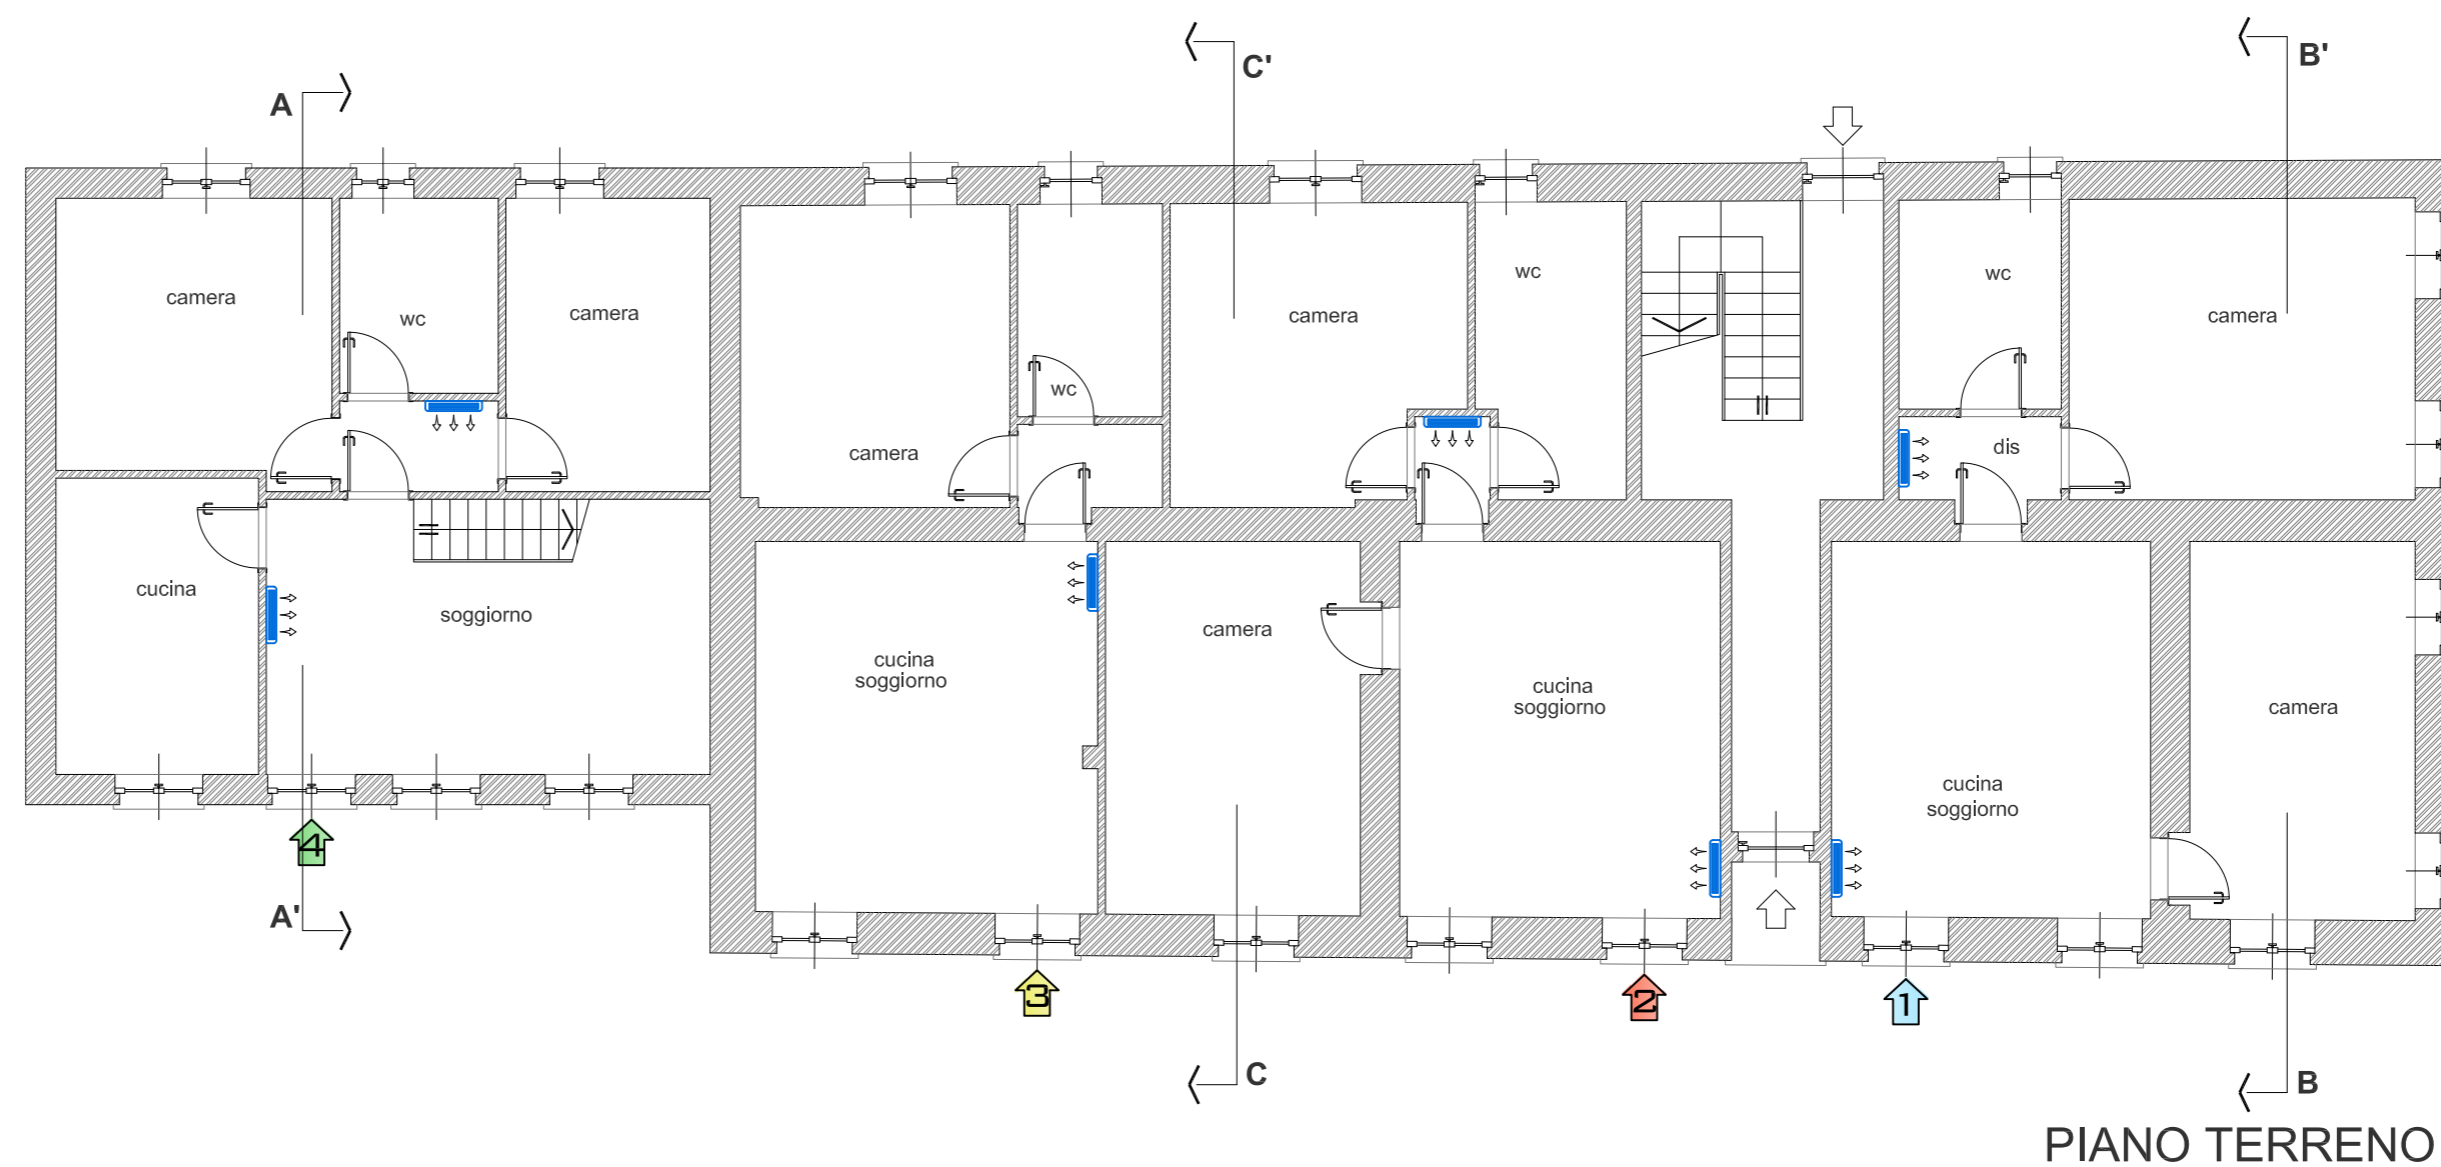 C'
B'
A
wc
wc
camera
camera
camera
camera
wc
camera
wc
dis
camera
cucina
soggiorno
camera
cucina
soggiorno
cucina
soggiorno
camera
cucina
soggiorno
4
A'
3
2
1
C
B
PIANO TERRENO